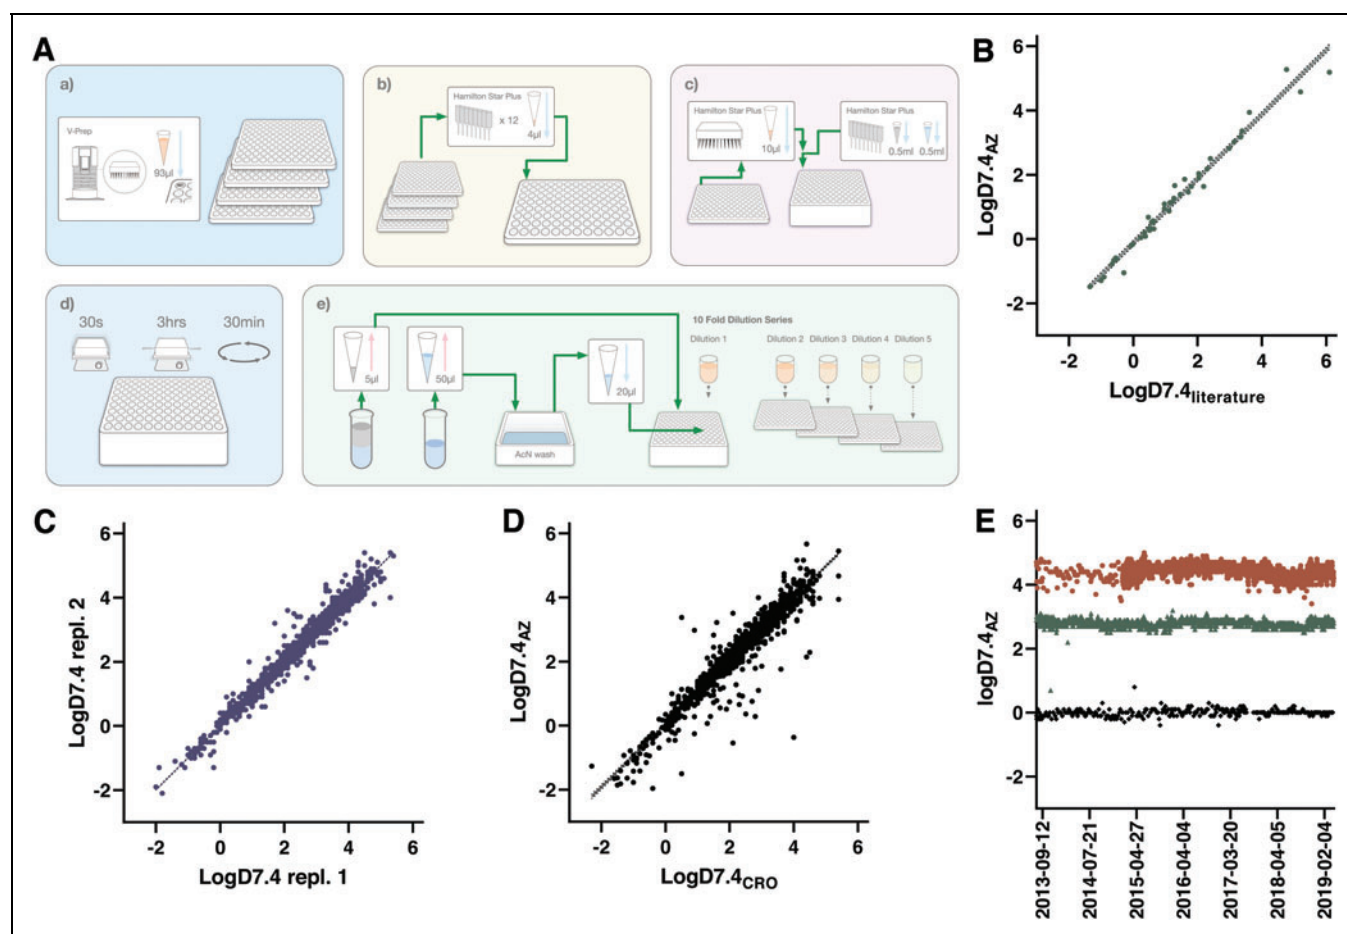 A
a)
V-Prep
93µl
b)
Hamilton Star Plus
x 12
4µl
c)
Hamilton Star Plus
10µl
Hamilton Star Plus
0.5ml 0.5ml
d)
30s 3hrs 30min
e)
5µl
50µl
AcN wash
20µl
10 Fold Dilution Series
Dilution 1 Dilution 2 Dilution 3 Dilution 4 Dilution 5
B
LogD7.4AZ
6
4
2
0
-2
-2 0 2 4 6
LogD7.4literature
C
LogD7.4 repl. 2
6
4
2
0
-2
-2 0 2 4 6
LogD7.4 repl. 1
D
LogD7.4AZ
6
4
2
0
-2
-2 0 2 4 6
LogD7.4CRO
E
logD7.4AZ
6
4
2
0
-2
2013-09-12
2014-07-21
2015-04-27
2016-04-04
2017-03-20
2018-04-05
2019-02-04